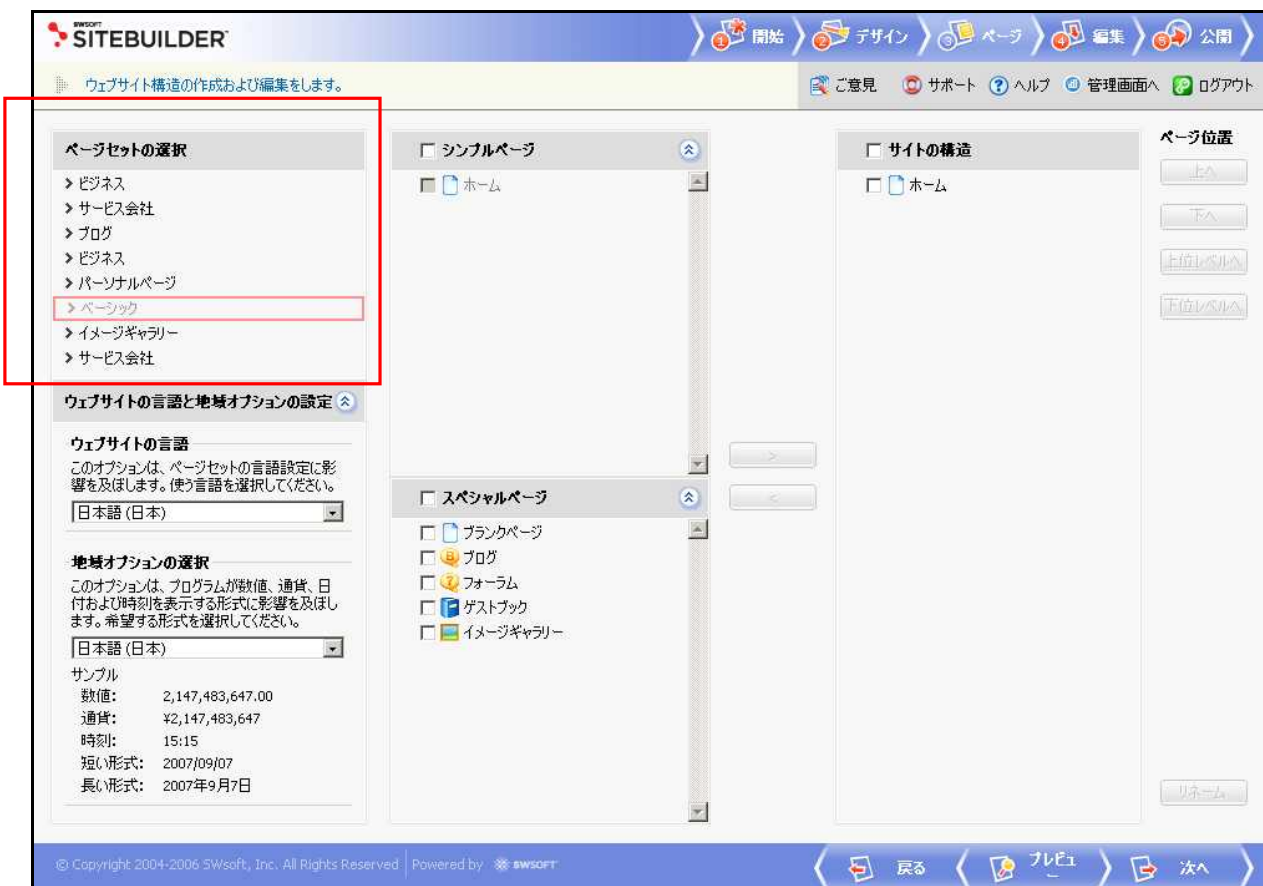 SWSOFT
SITEBUILDER
1 開始
2 デザイン
3 ページ
4 編集
5 公開
ウェブサイト構造の作成および編集をします。
ご意見 サポート ヘルプ 管理画面へ ログアウト
ページセットの選択
ビジネス
サービス会社
ブログ
ビジネス
パーソナルページ
ベーシック
イメージギャラリー
サービス会社
ウェブサイトの言語と地域オプションの設定
ウェブサイトの言語
このオプションは、ページセットの言語設定に影
響を及ぼします。使う言語を選択してください。
日本語 (日本)
地域オプションの選択
このオプションは、プログラムが数値、通貨、日
付および時刻を表示する形式に影響を及ぼし
ます。希望する形式を選択してください。
日本語 (日本)
サンプル
数値: 2,147,483,647.00
通貨: ¥2,147,483,647
時刻: 15:15
短い形式: 2007/09/07
長い形式: 2007年9月7日
シンプルページ
ホーム
スペシャルページ
ブランクページ
ブログ
フォーラム
ゲストブック
イメージギャラリー
>
<
サイトの構造
ホーム
ページ位置
上へ
下へ
上位レベルへ
下位レベルへ
リネーム
© Copyright 2004-2006 SWsoft, Inc. All Rights Reserved Powered by SWSOFT
戻る
プレビュ
ー
次へ